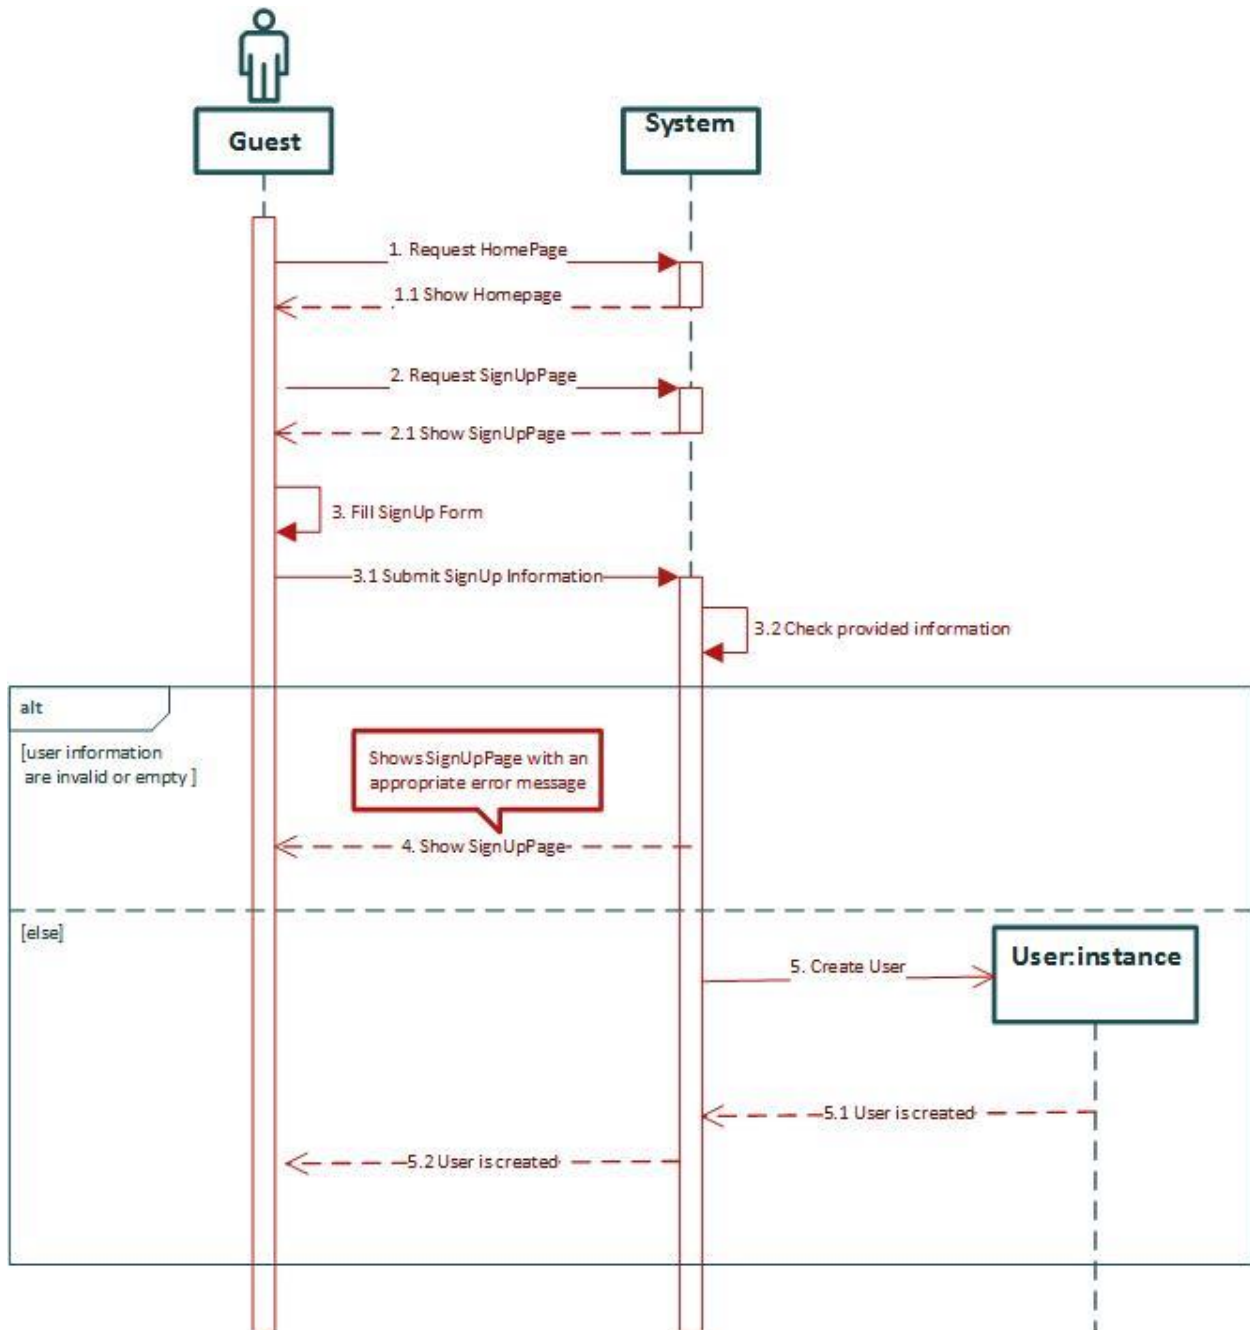 Guest
System
1. Request HomePage
1.1 Show Homepage
2. Request SignUpPage
2.1 Show SignUpPage
3. Fill SignUp Form
3.1 Submit SignUp Information
3.2 Check provided information
alt
[user information
are invalid or empty ]
Shows SignUpPage with an
appropriate error message
4. Show SignUpPage
[else]
User:instance
5. Create User
5.1 User is created
5.2 User is created